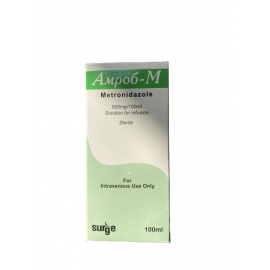 Амроб-М
Metronidazole
500mg/100ml
Solution for infusion
Sterile
For
Intravenous Use Only
surge
100ml